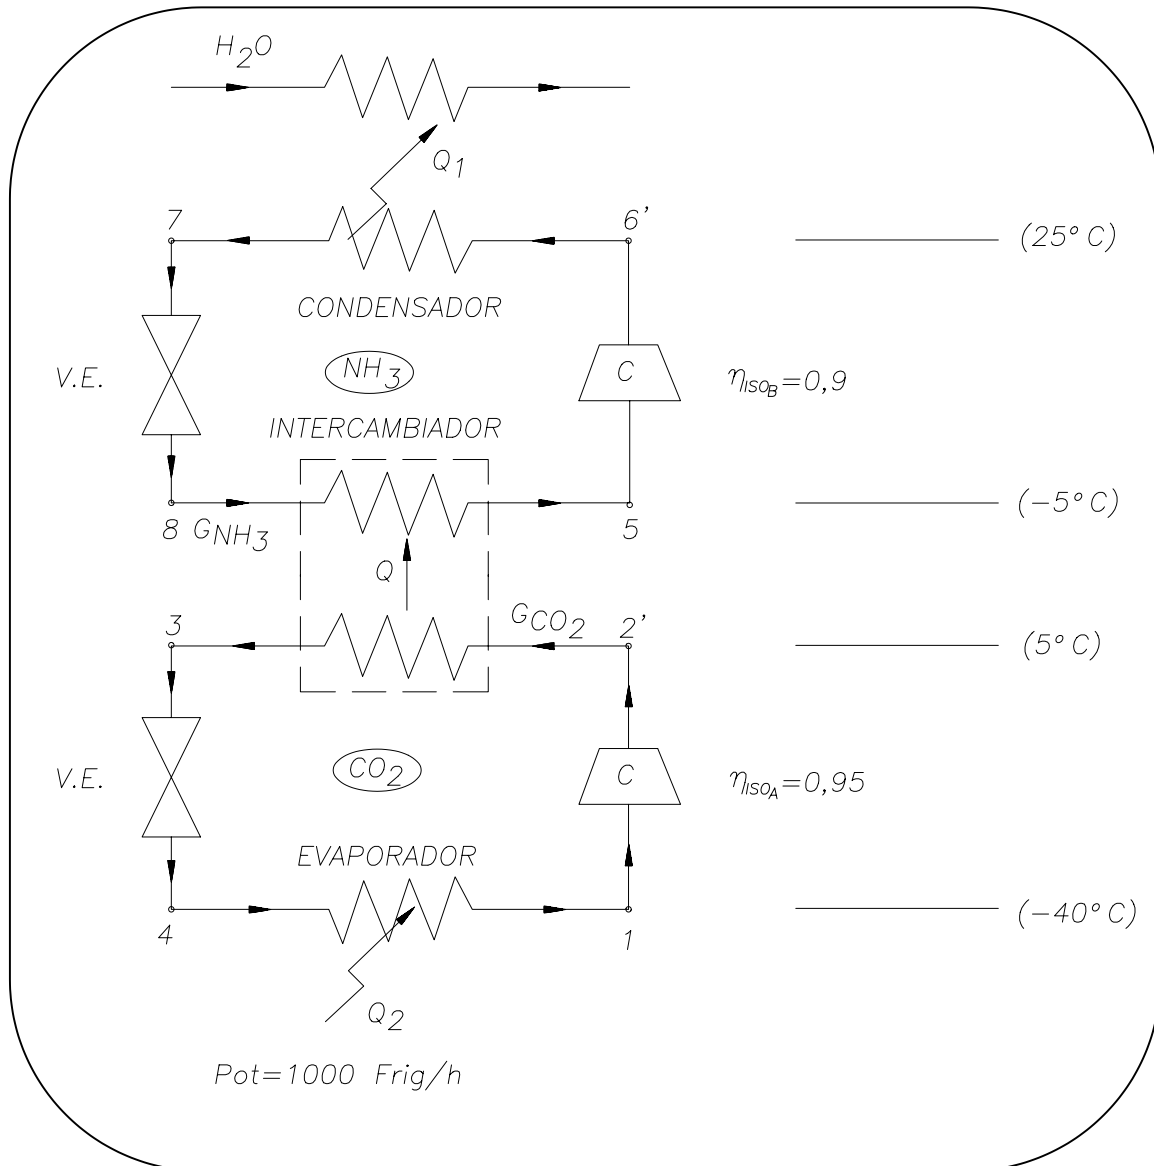 H2O
Q1
7
6'
(25°C)
CONDENSADOR
V.E.
NH3
C
ηISOB=0,9
INTERCAMBIADOR
8
GNH3
5
(-5°C)
Q
3
GCO2
2'
(5°C)
V.E.
CO2
C
ηISOA=0,95
EVAPORADOR
4
1
(-40°C)
Q2
Pot=1000 Frig/h